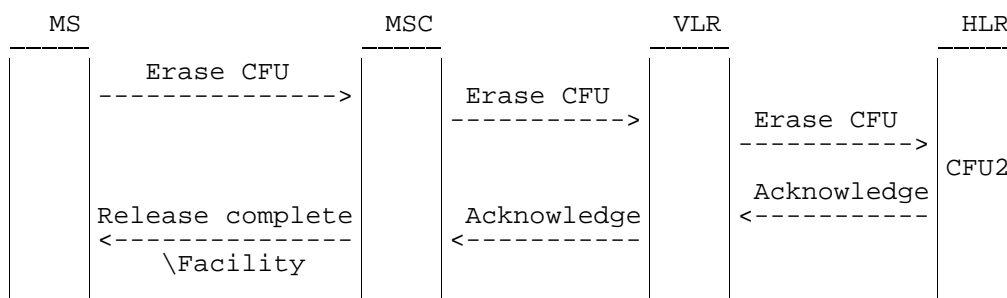 MS MSC VLR HLR
Erase CFU
Erase CFU
Erase CFU
CFU2
Acknowledge
Release complete Acknowledge
\Facility